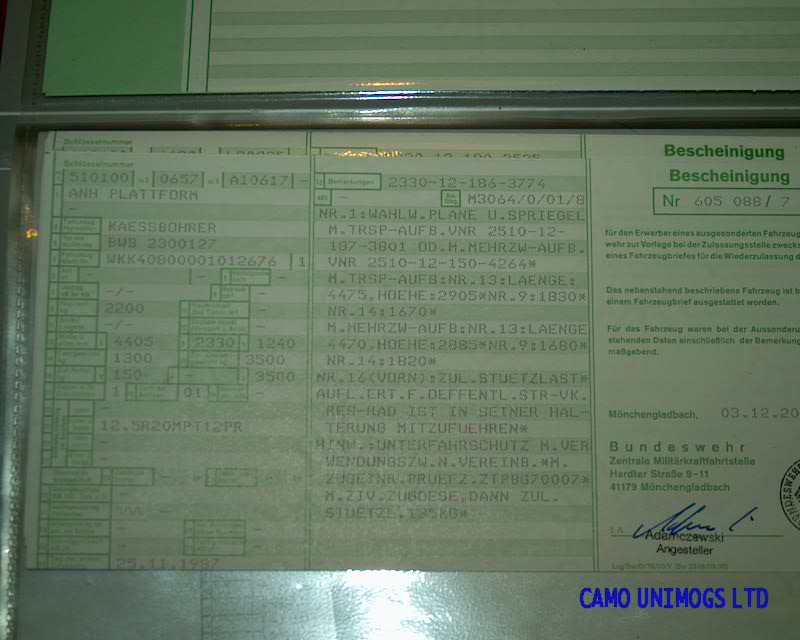 Schlüsselnummer
Schlüsselnummer
510100 0657 A10617 -
ANH PLATTFORM
-
KAESSBOHRER
BWB 2300127
WKK40800001012676 1
- -
-/- -
2200 -
-/- -
4405 2330 1240
1300 3500
150 - 3500
1 - 01 -
12.5R20MPT12PR
25.11.1987
Bemerkungen 2330-12-186-3774
M3064/0/01/8
NR.1:WAHLW.PLANE U.SPRIEGEL
M.TRSP-AUFB.VNR 2510-12-
187-3801 OD.M.MEHRZW-AUFB.
VNR 2510-12-150-4264*
M.TRSP-AUFB:NR.13:LAENGE:
4475,HOEHE:2905*NR.9:1830*
NR.14:1670*
M.MEHRZW-AUFB:NR.13:LAENGE
4470,HOEHE:2885*NR.9:1680*
NR.14:1820*
NR.16(VORN):ZUL.STUETZLAST*
AUFL.ERT.F.OEFFENTL.STR-VK.
RES-RAD IST IN SEINER HAL-
TERUNG MITZUFUEHREN*
MINW.:UNTERFAHRSCHUTZ M.VER
WENDUNGSZW.N.VEREINB.*M.
ZUGEINR.PRUEFZ.ZTPBG70007*
M.ZIV.ZUGOESE,DANN ZUL.
STUETZL.135KG*
Bescheinigung
Bescheinigung
Nr 605 088/7
für den Erwerber eines ausgesonderten Fahrzeug
wehr zur Vorlage bei der Zulassungsstelle zwecks
eines Fahrzeugbriefes für die Wiederzulassung d
Das nebenstehend beschriebene Fahrzeug ist b
einem Fahrzeugbrief ausgestattet worden.
Für das Fahrzeug waren bei der Aussonderu
stehenden Daten einschließlich der Bemerkun
maßgebend.
Mönchengladbach, 03.12.20
Bundeswehr
Zentrale Militärkraftfahrtstelle
Hardter Straße 9-11
41179 Mönchengladbach
I.A.
Adamczewski
Angesteller
CAMO UNIMOGS LTD